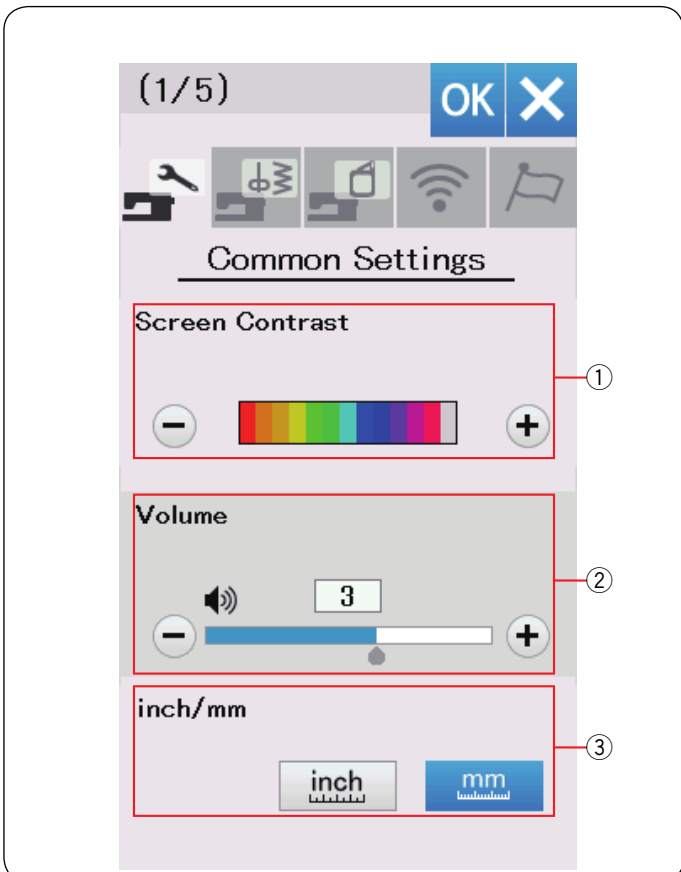 (1/5)
OK
Common Settings
Screen Contrast
①
Volume
②
3
inch/mm
③
inch
mm